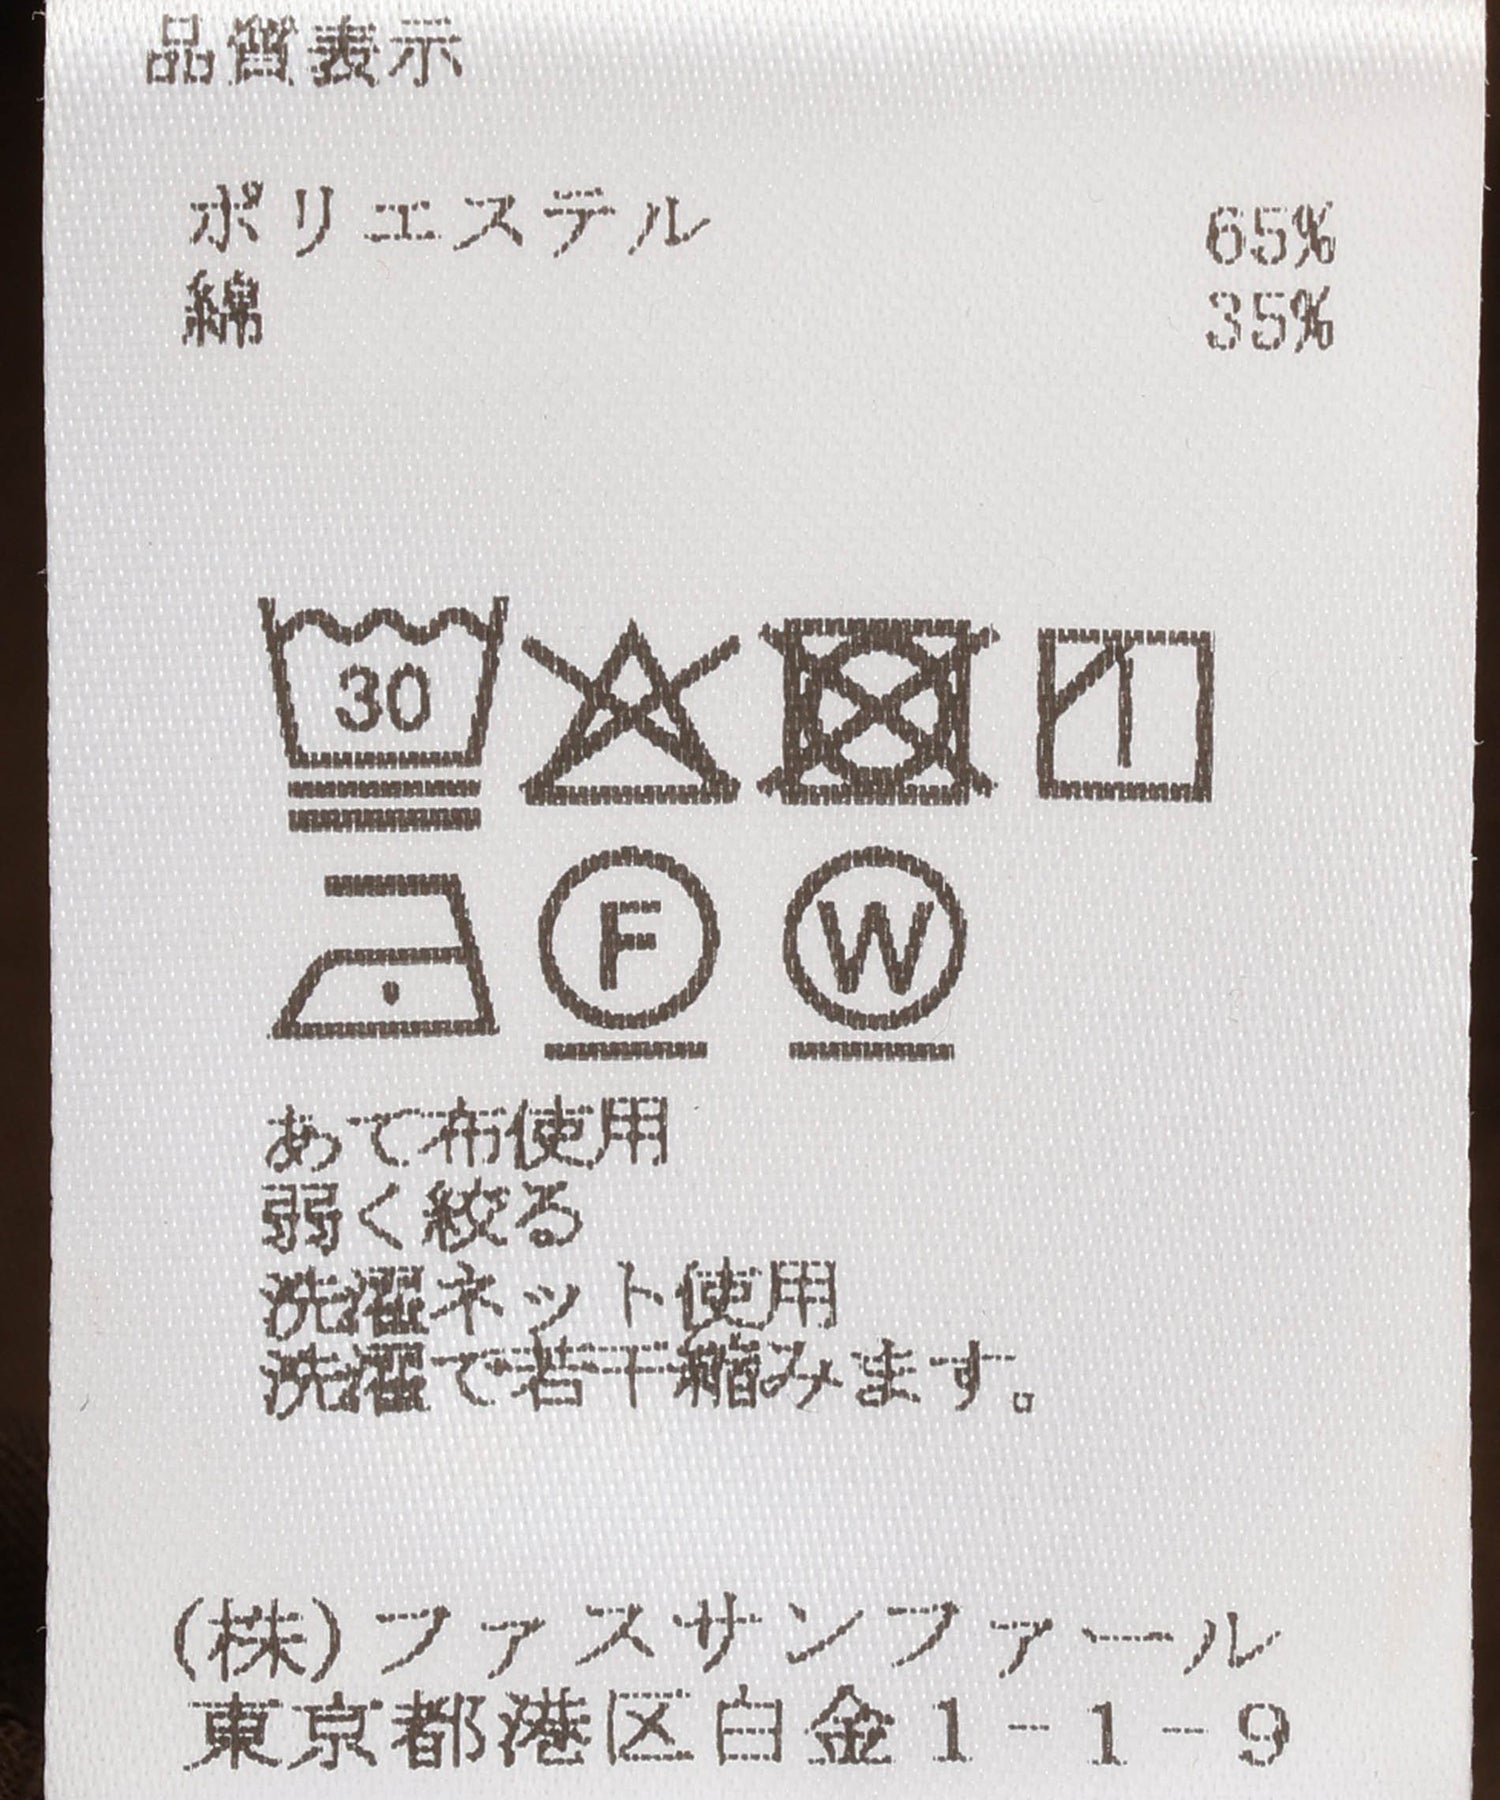 品質表示
ポリエステル 65%
綿 35%
30
F W
あて布使用
弱く絞る
洗濯ネット使用
洗濯で若干縮みます。
(株)ファスサンファール
東京都港区白金1-1-9